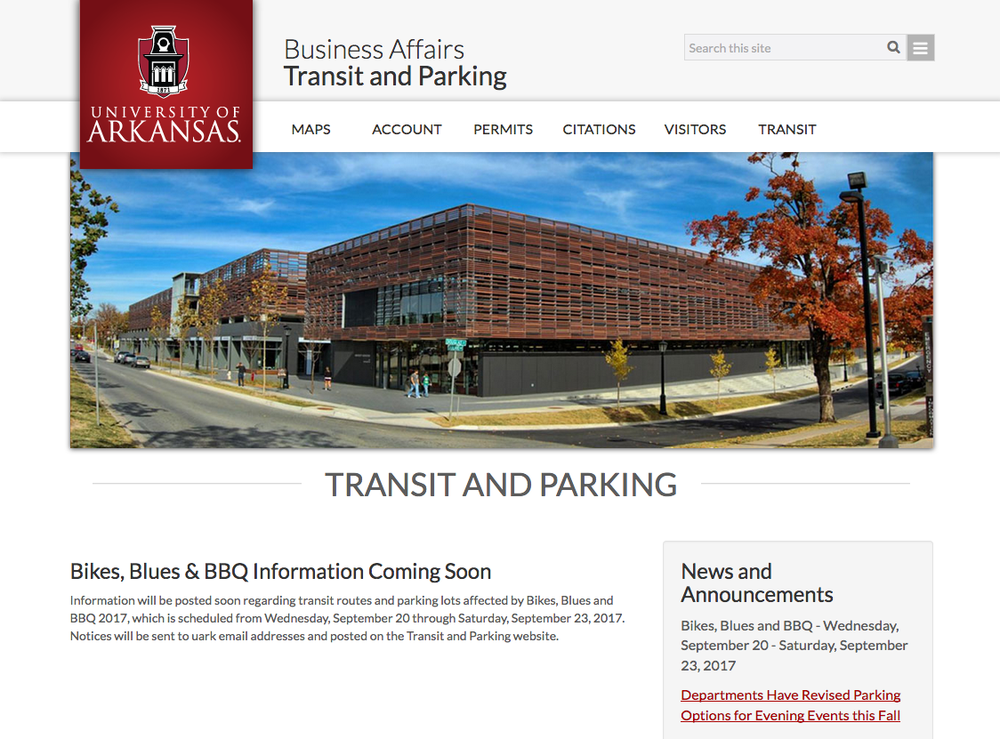 1871
UNIVERSITY OF
ARKANSAS
Business Affairs
Transit and Parking
Search this site
MAPS ACCOUNT PERMITS CITATIONS VISITORS TRANSIT
EMERGENCY
TRANSIT AND PARKING
Bikes, Blues & BBQ Information Coming Soon
Information will be posted soon regarding transit routes and parking lots affected by Bikes, Blues and
BBQ 2017, which is scheduled from Wednesday, September 20 through Saturday, September 23, 2017.
Notices will be sent to uark email addresses and posted on the Transit and Parking website.
News and
Announcements
Bikes, Blues and BBQ - Wednesday,
September 20 - Saturday, September
23, 2017
Departments Have Revised Parking
Options for Evening Events this Fall